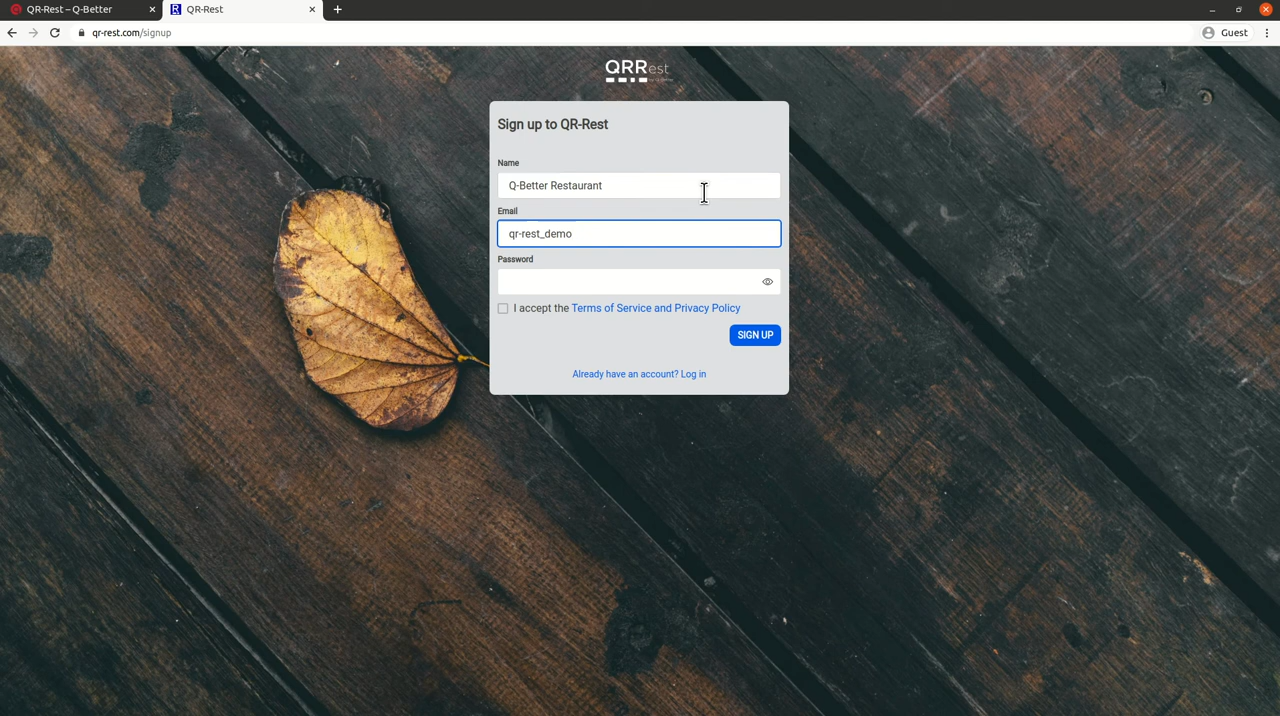 QR-Rest – Q-Better
QR-Rest
qr-rest.com/signup
Guest
QRRest
Sign up to QR-Rest
Name
Q-Better Restaurant
Email
qr-rest_demo
Password
I accept the Terms of Service and Privacy Policy
SIGN UP
Already have an account? Log in